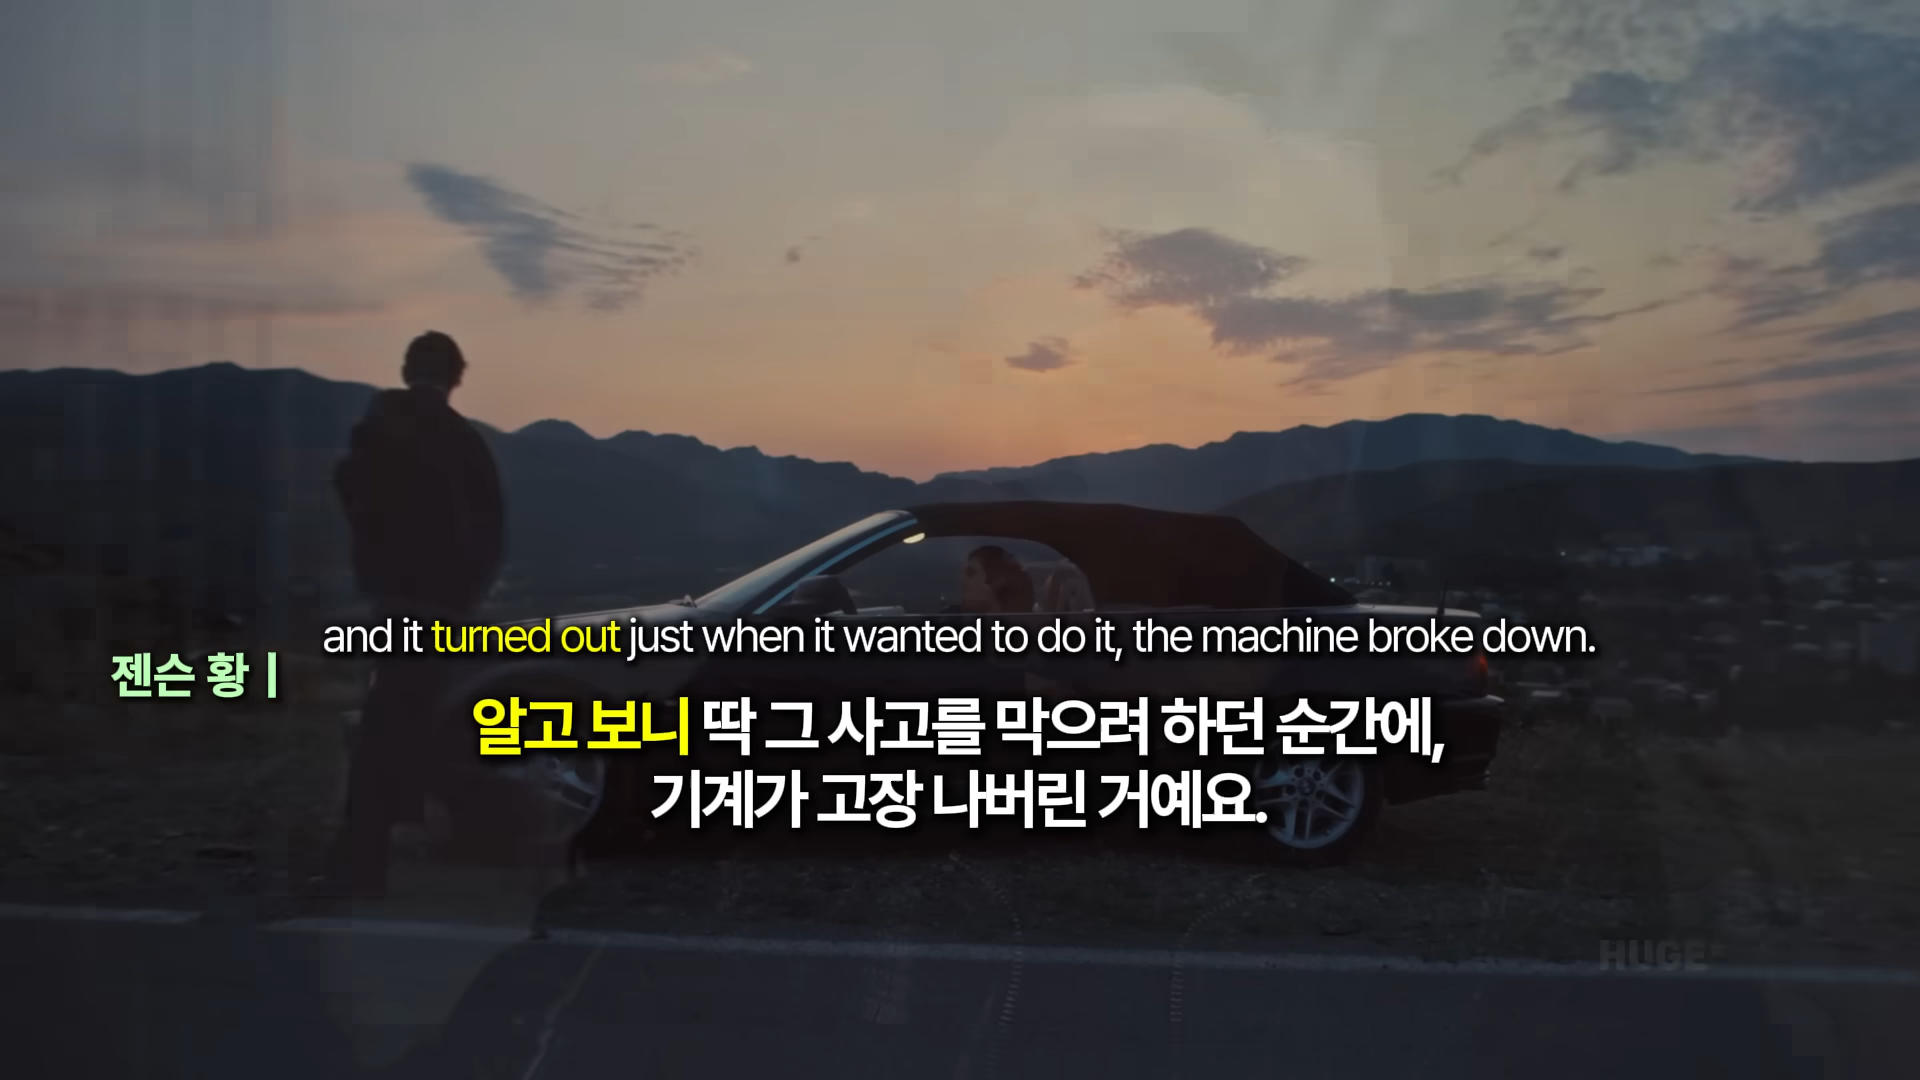 and it turned out just when it wanted to do it, the machine broke down.
젠슨 황 |
알고 보니 딱 그 사고를 막으려 하던 순간에,
기계가 고장 나버린 거예요.
HUGE